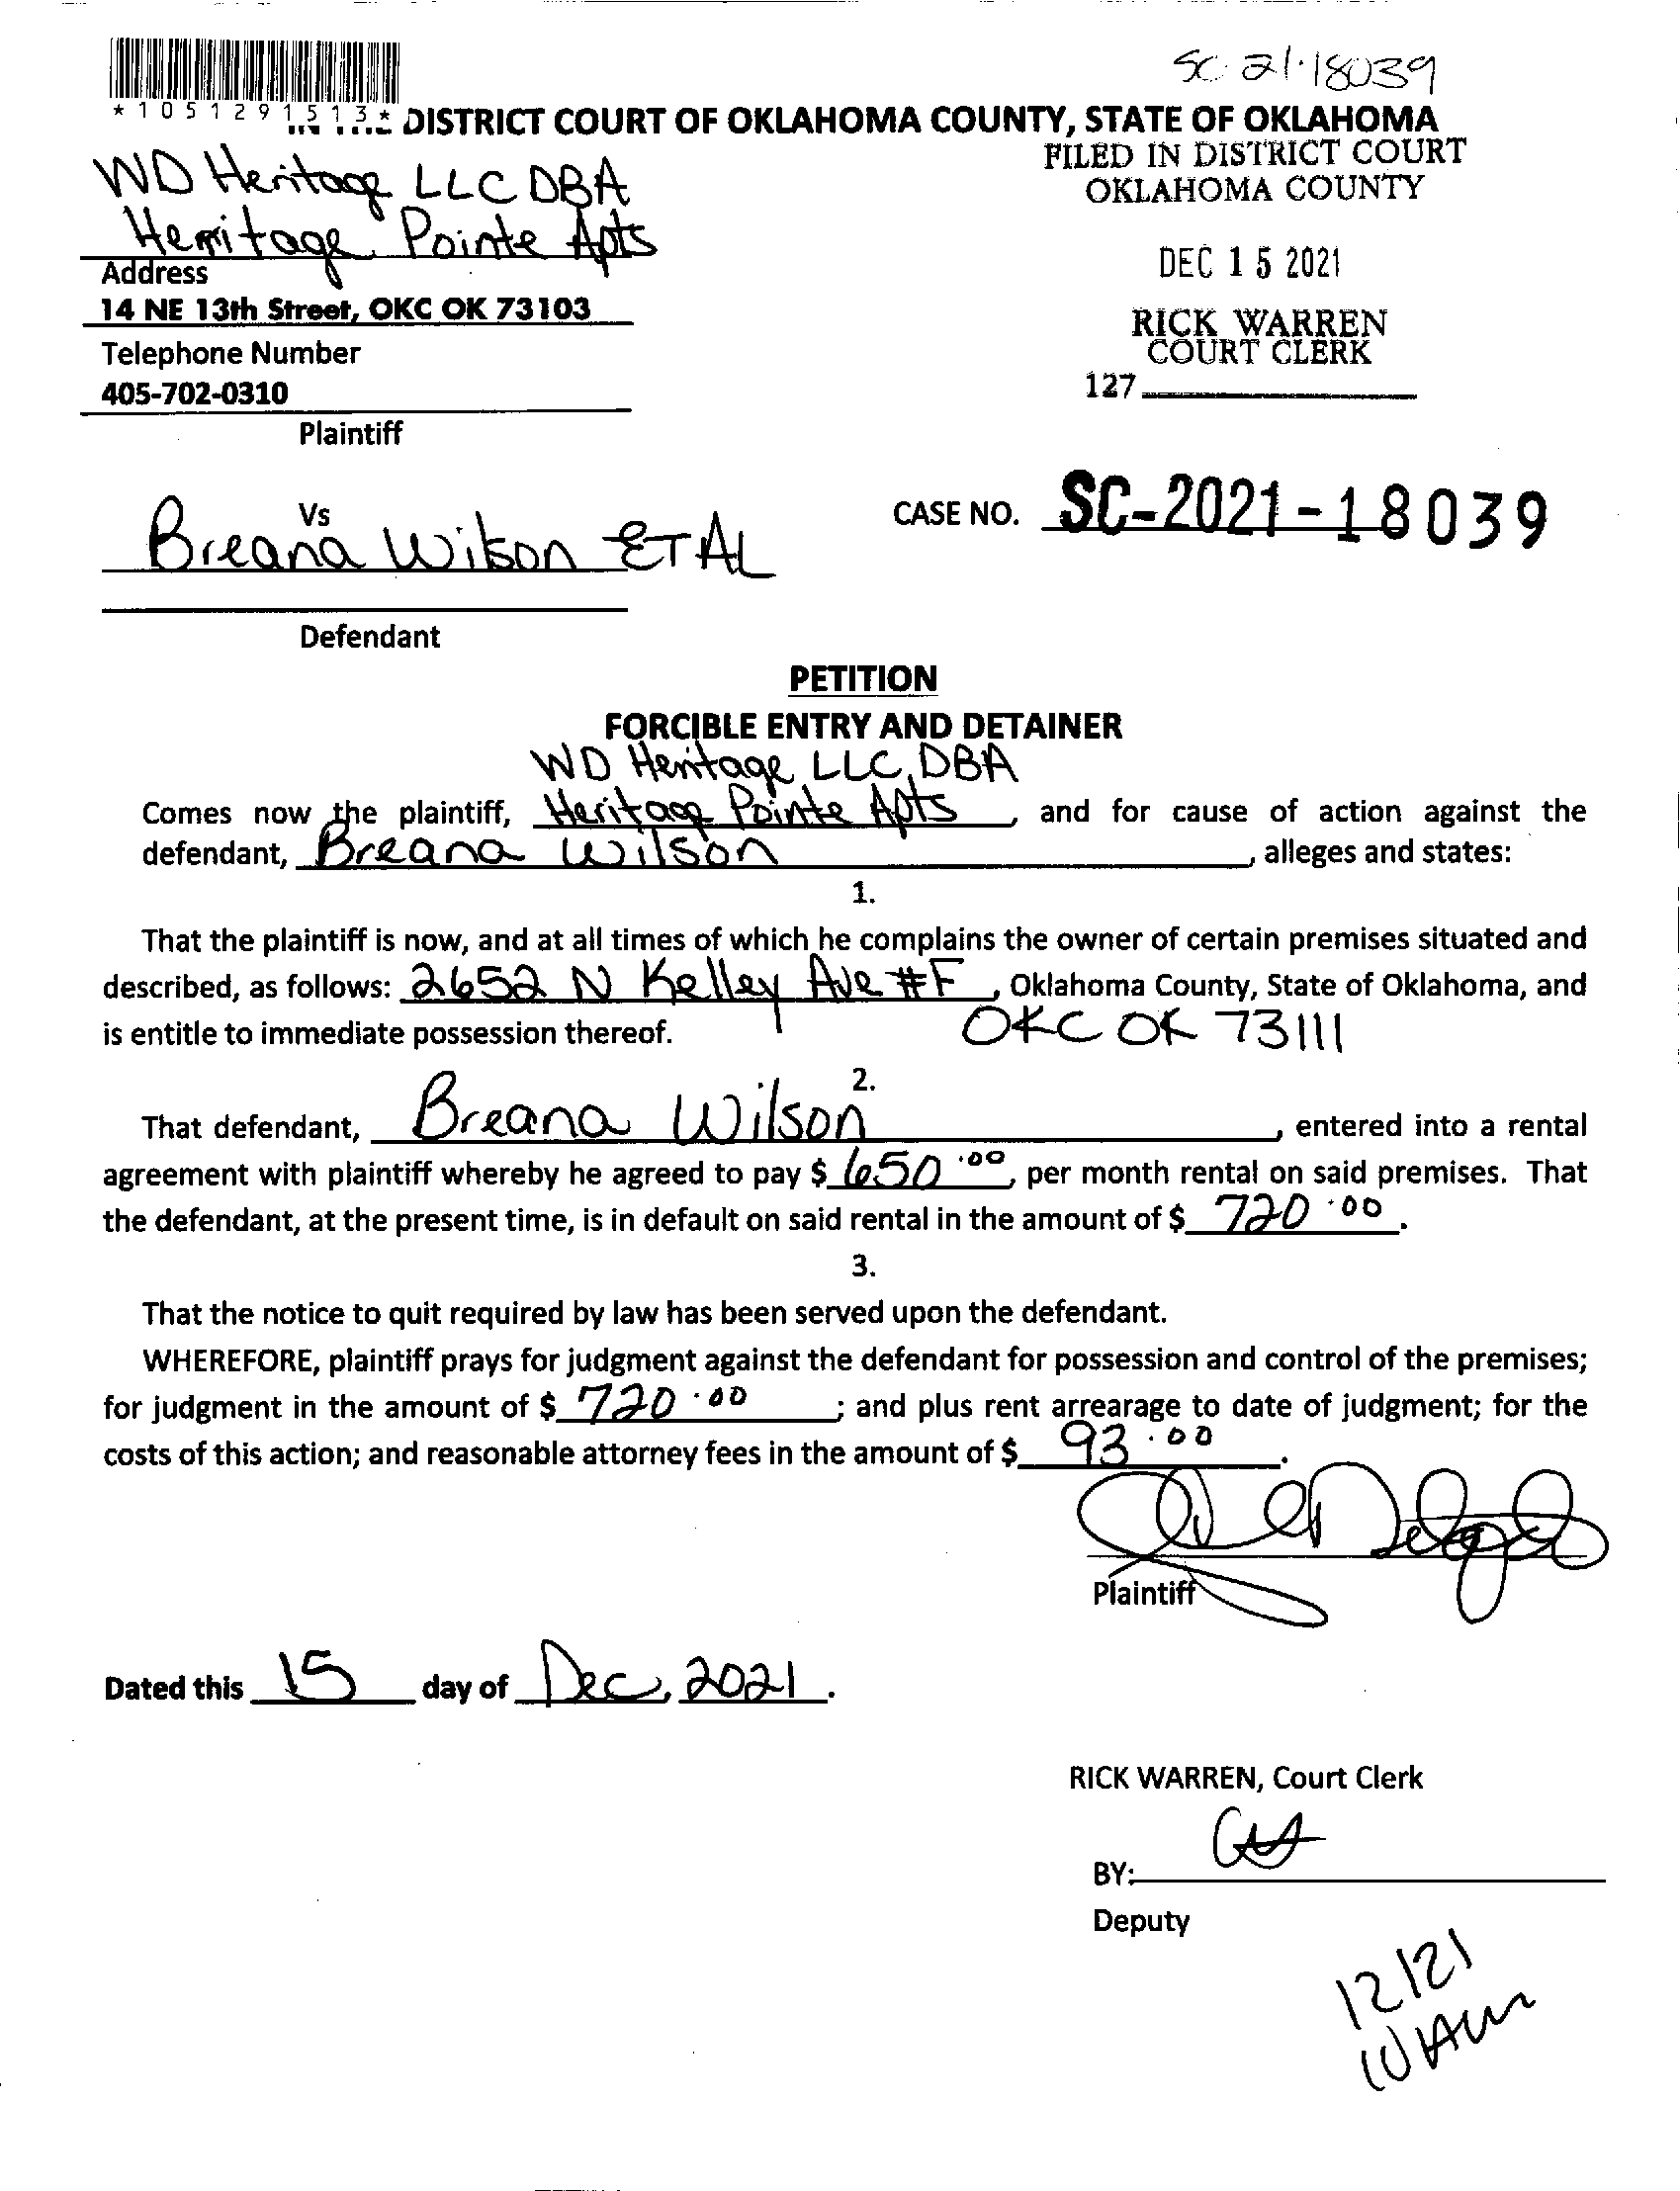 SC 21-18039
*1051291513*
DISTRICT COURT OF OKLAHOMA COUNTY, STATE OF OKLAHOMA
FILED IN DISTRICT COURT
OKLAHOMA COUNTY
DEC 15 2021
RICK WARREN
COURT CLERK
127
WD Heritage LLC DBA
Heritage Pointe Apts
Address
14 NE 13th Street, OKC OK 73103
Telephone Number
405-702-0310
Plaintiff
Vs
Breana Wilson ET AL
CASE NO. SC-2021-18039
Defendant
PETITION
FORCIBLE ENTRY AND DETAINER
WD Heritage LLC, DBA
Comes now the plaintiff, Heritage Pointe Apts, and for cause of action against the
defendant, Breana Wilson, alleges and states:
1.
That the plaintiff is now, and at all times of which he complains the owner of certain premises situated and
described, as follows: 2652 N Kelley Ave #F, Oklahoma County, State of Oklahoma, and
is entitle to immediate possession thereof. OKC OK 73111
2.
That defendant, Breana Wilson, entered into a rental
agreement with plaintiff whereby he agreed to pay $ 650.00, per month rental on said premises. That
the defendant, at the present time, is in default on said rental in the amount of $ 720.00.
3.
That the notice to quit required by law has been served upon the defendant.
WHEREFORE, plaintiff prays for judgment against the defendant for possession and control of the premises;
for judgment in the amount of $ 720.00; and plus rent arrearage to date of judgment; for the
costs of this action; and reasonable attorney fees in the amount of $ 93.00.
Plaintiff
Dated this 15 day of Dec, 2021.
RICK WARREN, Court Clerk
BY:
Deputy
12/21
10 AM